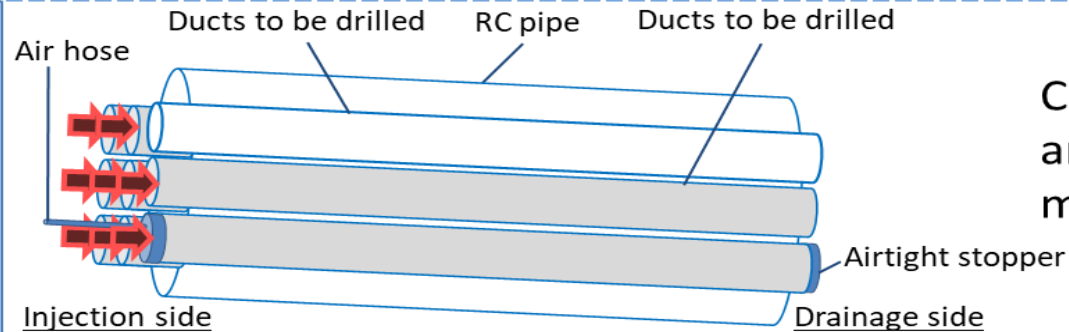 Ducts to be drilled
RC pipe
Ducts to be drilled
Air hose
Airtight stopper
Injection side
Drainage side